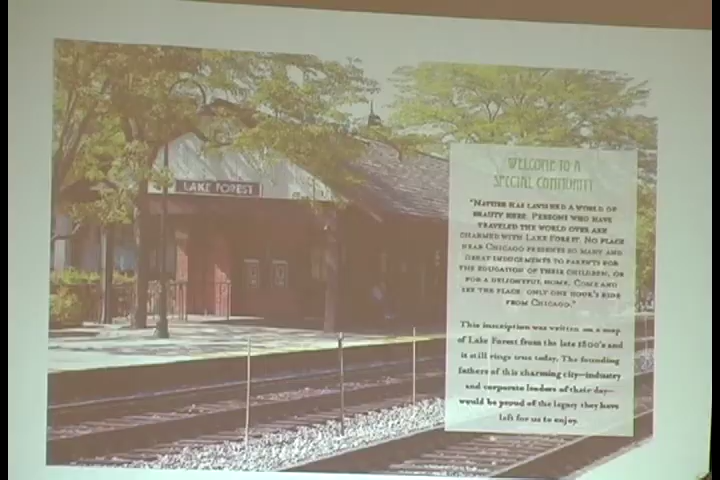 LAKE FOREST
WELCOME TO A
SPECIAL COMMUNITY
"NATURE HAS LAVISHED A WORLD OF
BEAUTY HERE. PERSONS WHO HAVE
TRAVELED THE WORLD OVER ARE
CHARMED WITH LAKE FOREST. NO PLACE
NEAR CHICAGO PRESENTS SO MANY AND
GREAT INDUCEMENTS TO PARENTS FOR
THE EDUCATION OF THEIR CHILDREN, OR
FOR A DELIGHTFUL HOME. COME AND
SEE THE PLACE. ONLY ONE HOUR'S RIDE
FROM CHICAGO."
This inscription was written on a map
of Lake Forest from the late 1800's and
it still rings true today. The founding
fathers of this charming city—industry
and corporate leaders of their day—
would be proud of the legacy they have
left for us to enjoy.